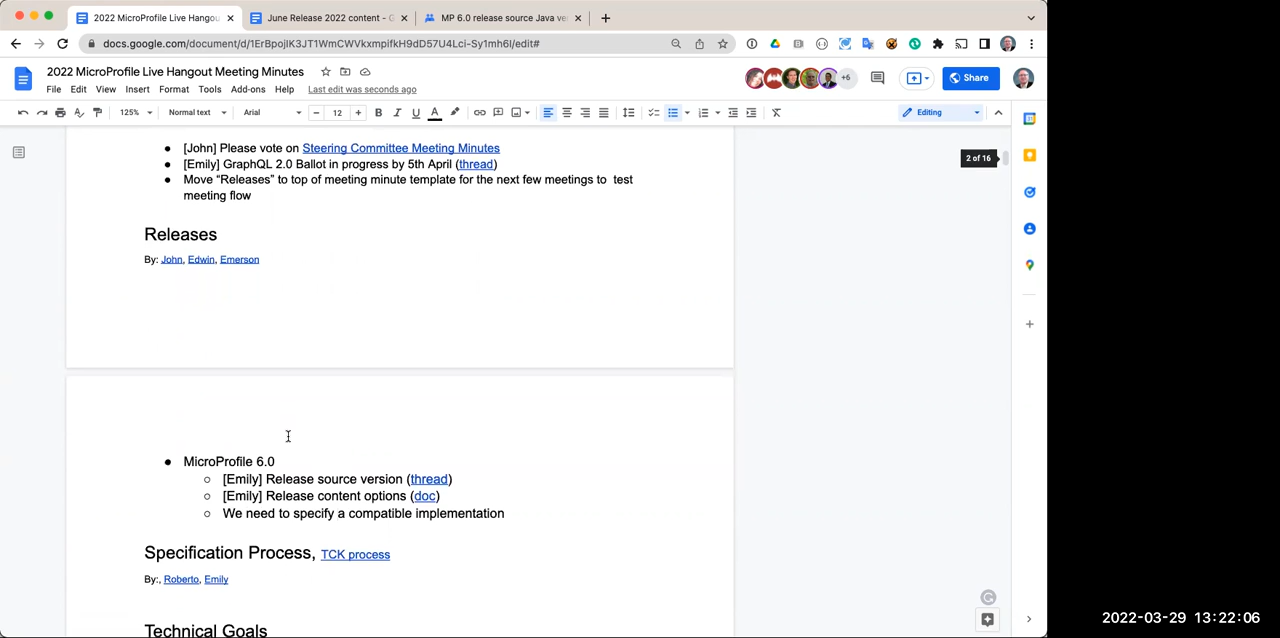 2022 MicroProfile Live Hangou
June Release 2022 content - G
MP 6.0 release source Java ve
docs.google.com/document/d/1ErBpojIK3JT1WmCWVkxmpifkH9dD57U4Lci-Sy1mh6I/edit#
2022 MicroProfile Live Hangout Meeting Minutes
File Edit View Insert Format Tools Add-ons Help Last edit was seconds ago
+6
Share
125% Normal text Arial 12 B I U A Editing
[John] Please vote on Steering Committee Meeting Minutes
[Emily] GraphQL 2.0 Ballot in progress by 5th April (thread)
Move “Releases” to top of meeting minute template for the next few meetings to test
meeting flow
2 of 16
Releases
By: John, Edwin, Emerson
MicroProfile 6.0
[Emily] Release source version (thread)
[Emily] Release content options (doc)
We need to specify a compatible implementation
Specification Process, TCK process
By:, Roberto, Emily
Technical Goals
2022-03-29 13:22:06